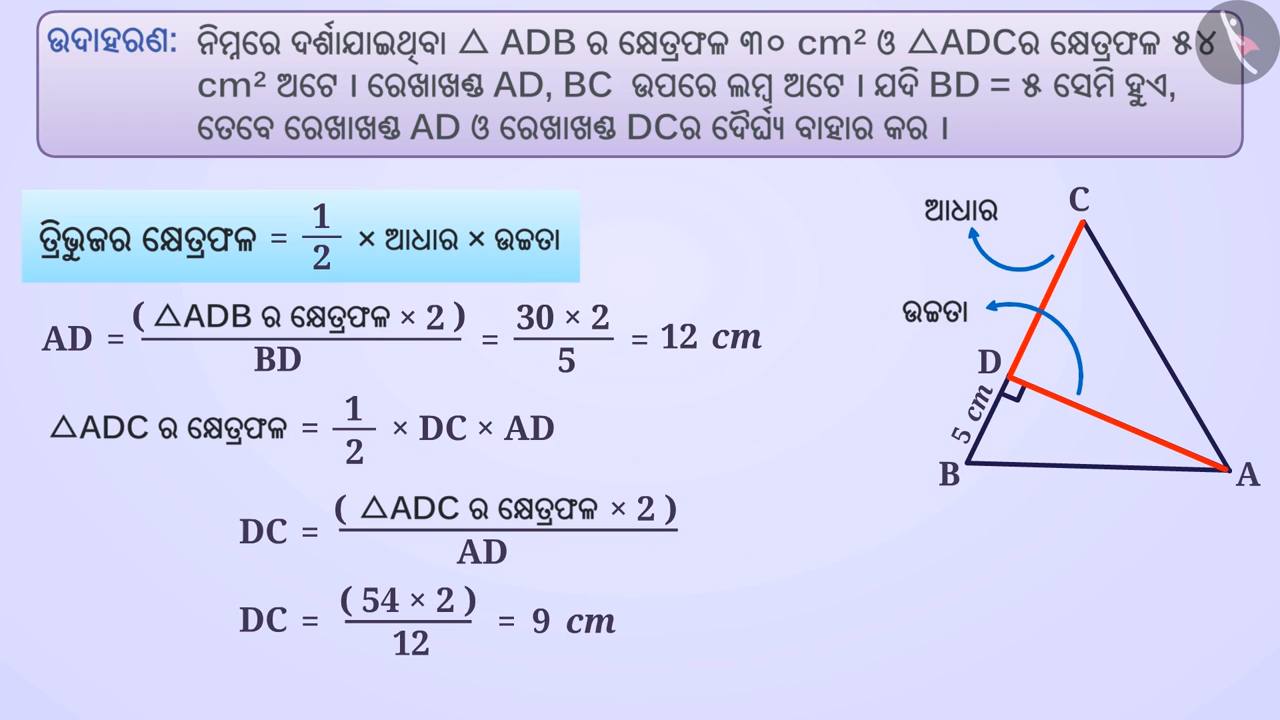 ଉଦାହରଣ: ନିମ୍ନରେ ଦର୍ଶାଯାଇଥିବା △ ADB ର କ୍ଷେତ୍ରଫଳ ୩୦ cm² ଓ △ADCର କ୍ଷେତ୍ରଫଳ ୫୪
cm² ଅଟେ । ରେଖାଖଣ୍ଡ AD, BC ଉପରେ ଲମ୍ବ ଅଟେ । ଯଦି BD = ୫ ସେମି ହୁଏ,
ତେବେ ରେଖାଖଣ୍ଡ AD ଓ ରେଖାଖଣ୍ଡ DCର ଦୈର୍ଘ୍ୟ ବାହାର କର ।
ତ୍ରିଭୁଜର କ୍ଷେତ୍ରଫଳ = 1/2 × ଆଧାର × ଉଚ୍ଚତା
AD = ( △ADB ର କ୍ଷେତ୍ରଫଳ × 2 ) / BD = 30 × 2 / 5 = 12 cm
△ADC ର କ୍ଷେତ୍ରଫଳ = 1/2 × DC × AD
DC = ( △ADC ର କ୍ଷେତ୍ରଫଳ × 2 ) / AD
DC = ( 54 × 2 ) / 12 = 9 cm
C
ଆଧାର
ଉଚ୍ଚତା
D
5 cm
B
A